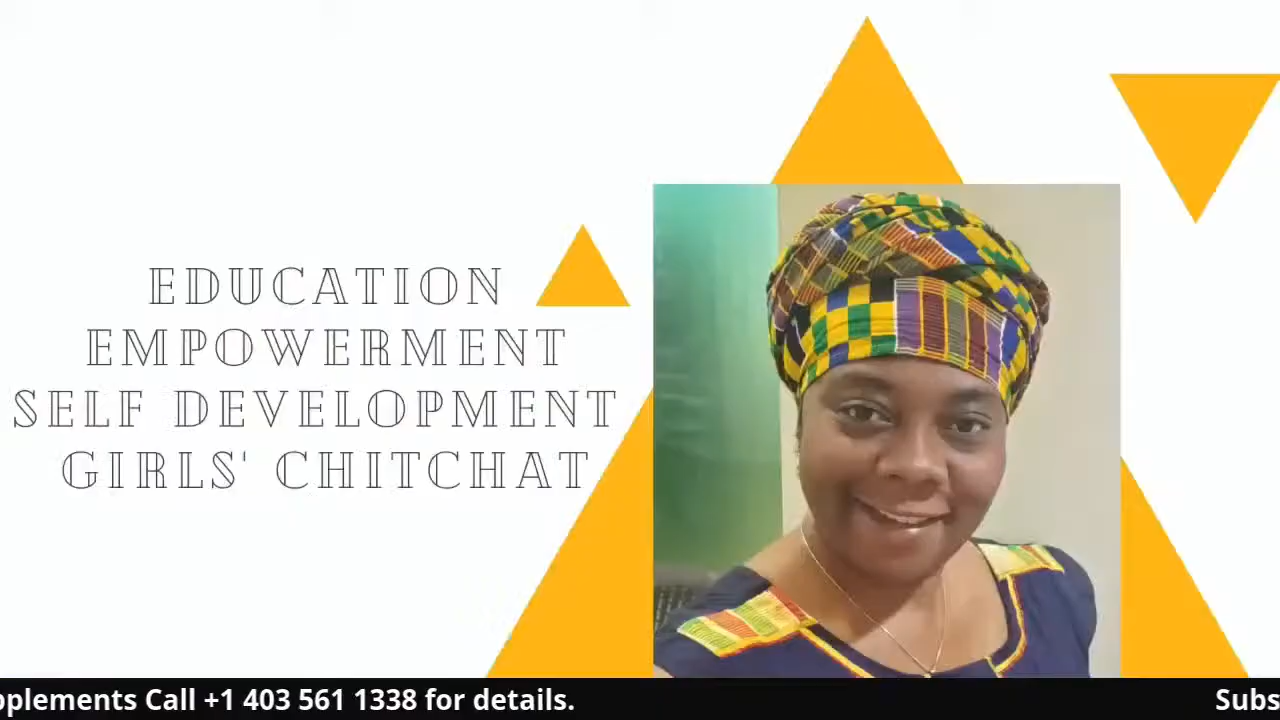 EDUCATION
EMPOWERMENT
SELF DEVELOPMENT
GIRLS' CHITCHAT
Call +1 403 561 1338 for details.